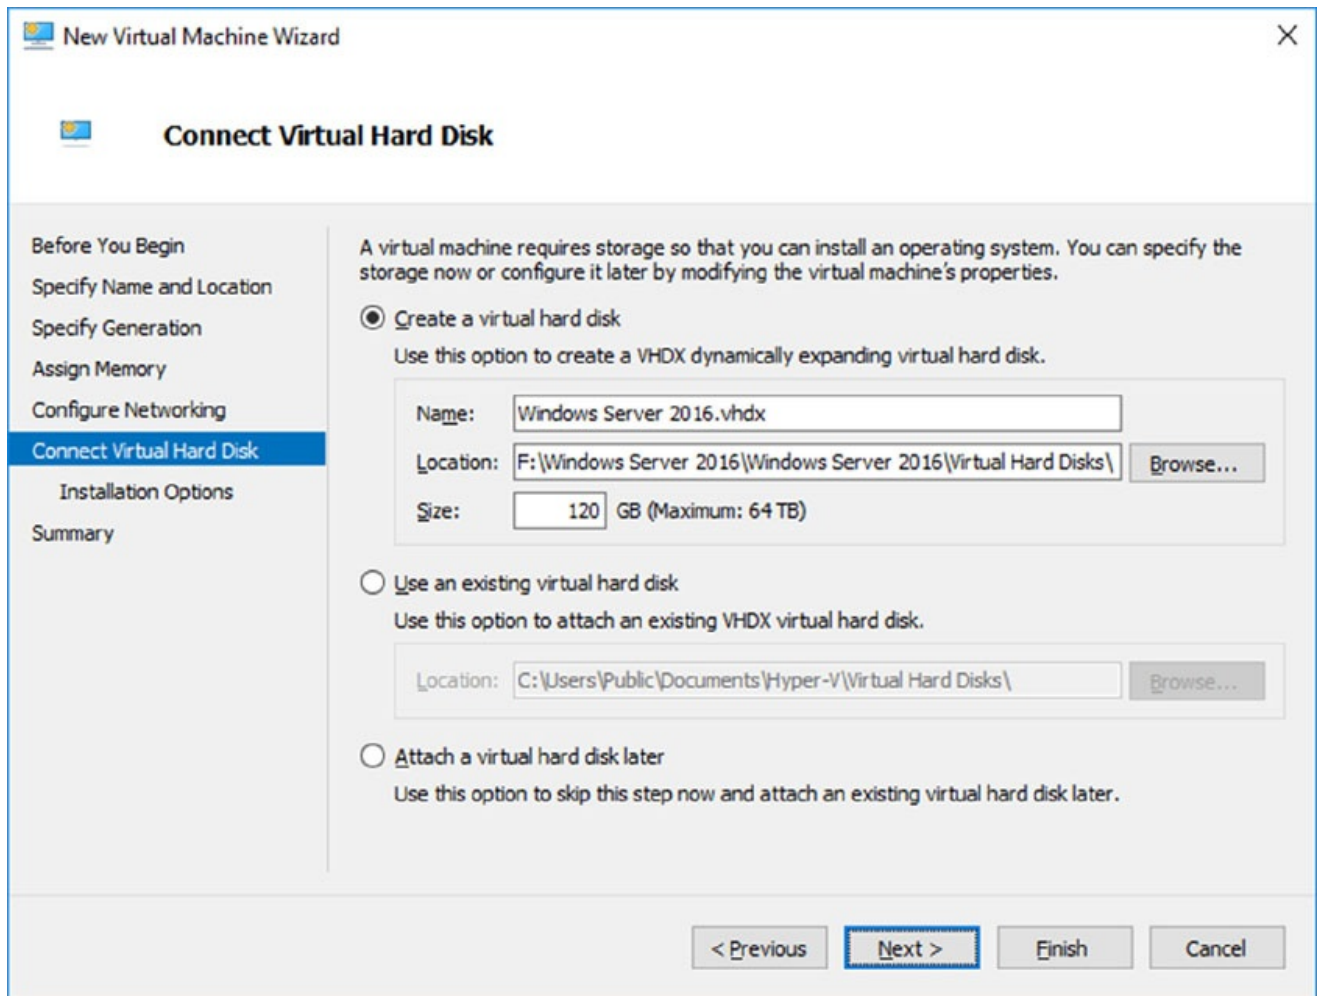 New Virtual Machine Wizard
Connect Virtual Hard Disk
Before You Begin
Specify Name and Location
Specify Generation
Assign Memory
Configure Networking
Connect Virtual Hard Disk
Installation Options
Summary
A virtual machine requires storage so that you can install an operating system. You can specify the
storage now or configure it later by modifying the virtual machine's properties.
Create a virtual hard disk
Use this option to create a VHDX dynamically expanding virtual hard disk.
Name: Windows Server 2016.vhdx
Location: F:\Windows Server 2016\Windows Server 2016\Virtual Hard Disks\ Browse...
Size: 120 GB (Maximum: 64 TB)
Use an existing virtual hard disk
Use this option to attach an existing VHDX virtual hard disk.
Location: C:\Users\Public\Documents\Hyper-V\Virtual Hard Disks\ Browse...
Attach a virtual hard disk later
Use this option to skip this step now and attach an existing virtual hard disk later.
< Previous Next > Finish Cancel